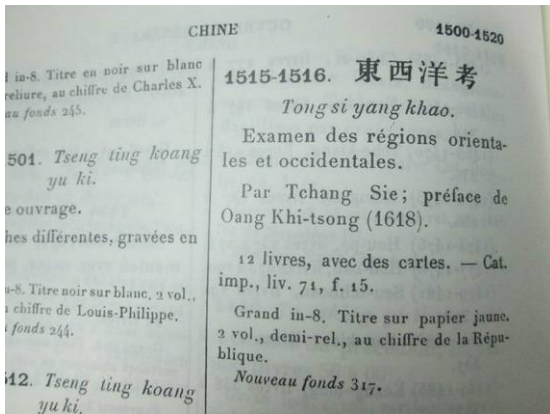 CHINE
1500-1520
in-8. Titre en noir sur blanc
reliure, au chiffre de Charles X.
au fonds 245.
501. Tseng ting koang
yu ki.
e ouvrage.
hes différentes, gravées en
n-8. Titre noir sur blanc, 2 vol.,
chiffre de Louis-Philippe.
fonds 244.
512. Tseng ting koang
yu ki.
1515-1516. 東西洋考
Tong si yang khao.
Examen des régions orienta-
les et occidentales.
Par Tchang Sie; préface de
Oang Khi-tsong (1618).
12 livres, avec des cartes. — Cat.
imp., liv. 71, f. 15.
Grand in-8. Titre sur papier jaune.
2 vol., demi-rel., au chiffre de la Répu-
blique.
Nouveau fonds 317.